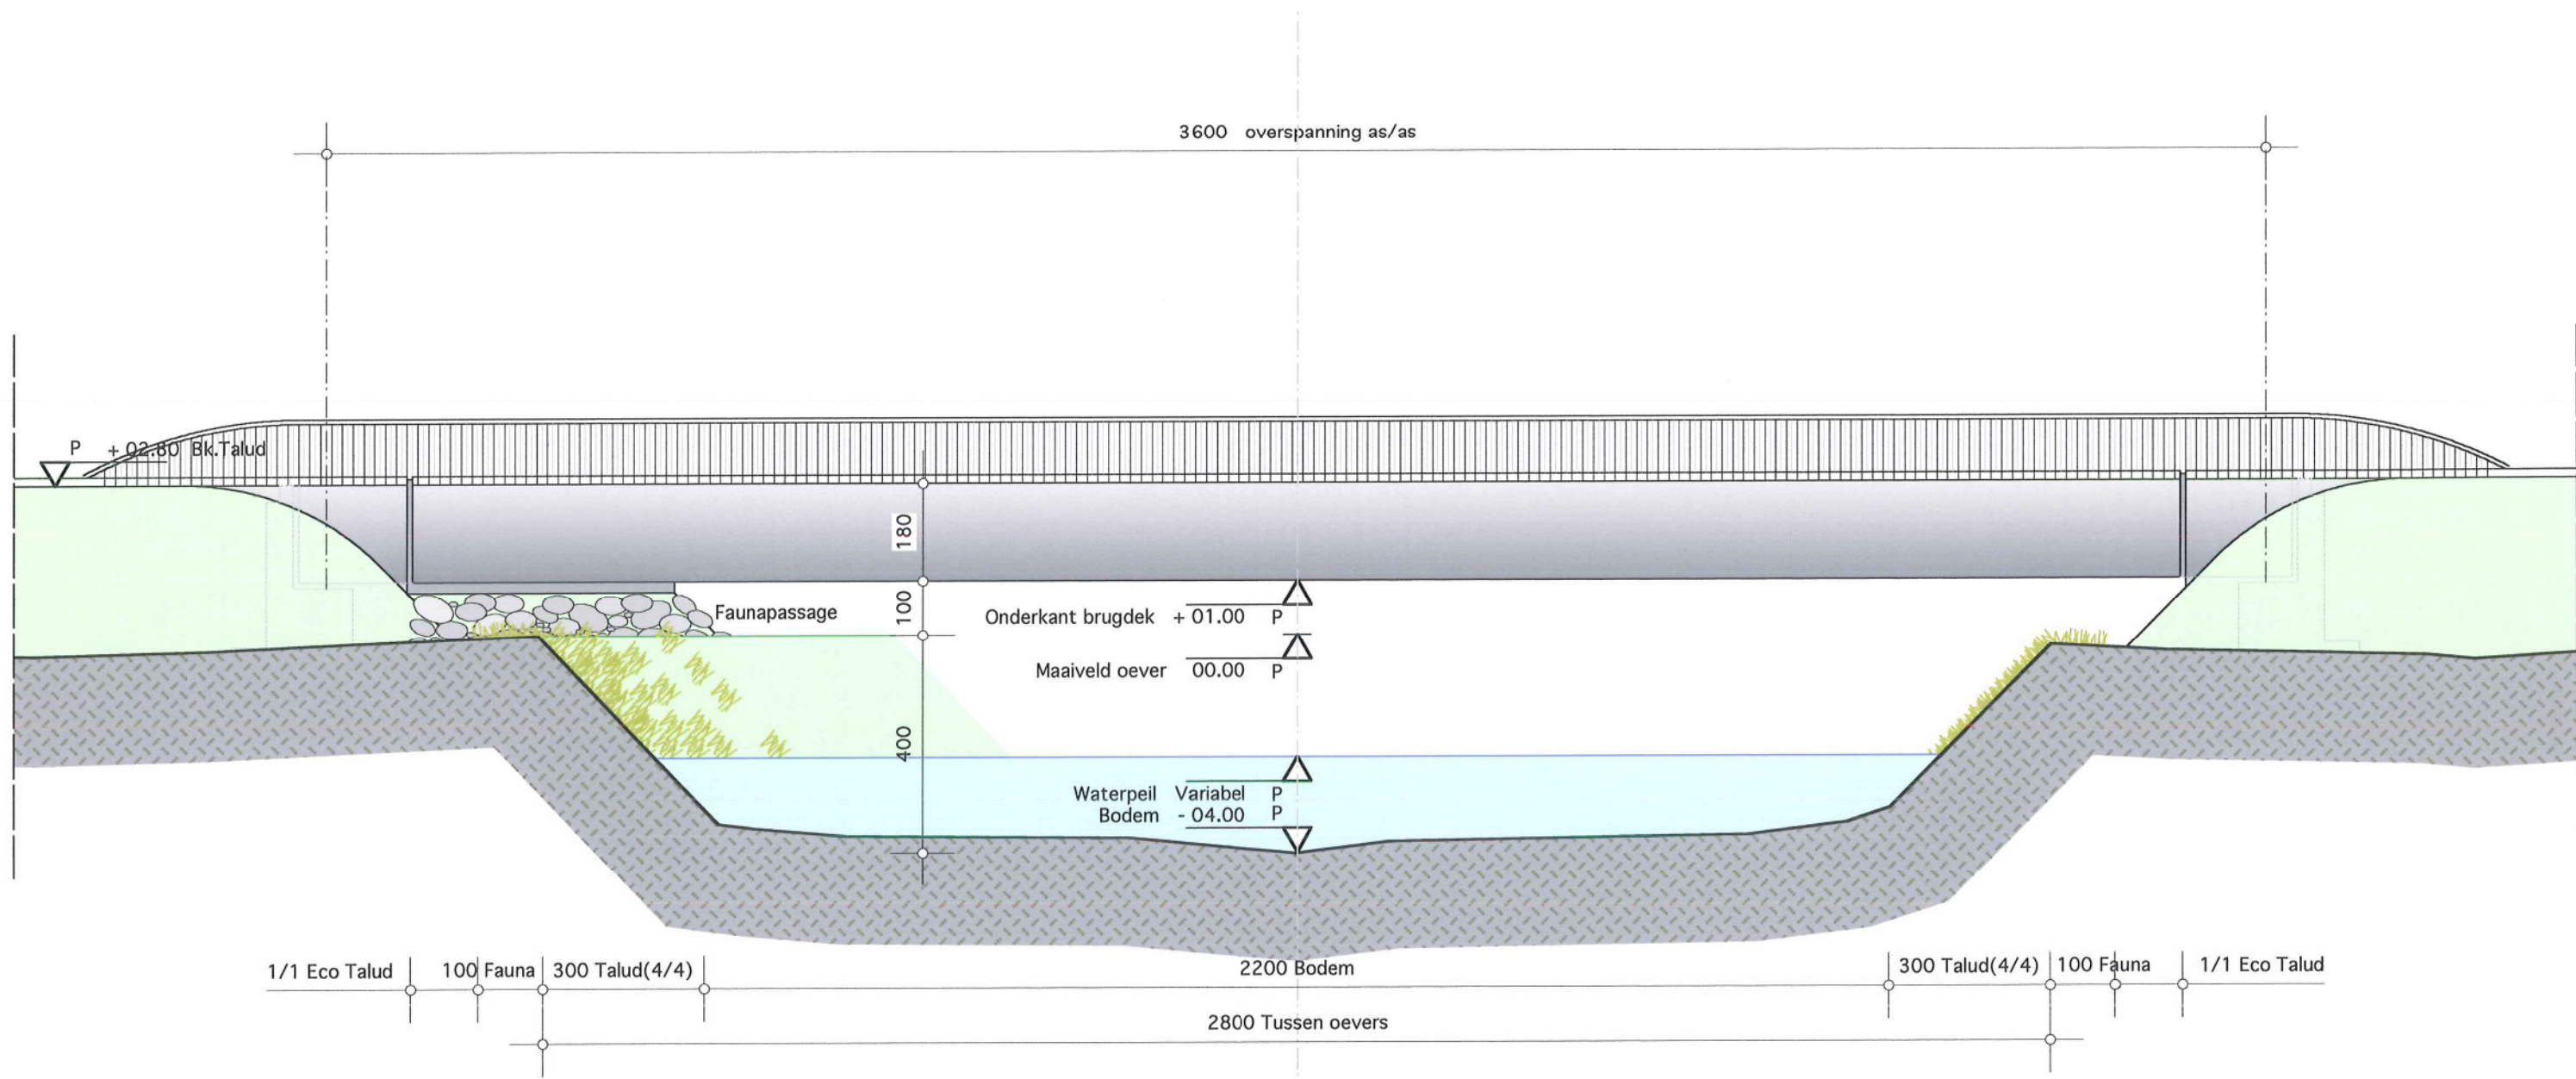 3600 overspanning as/as
P + 02.80 Bk.Talud
180
100
Faunapassage
Onderkant brugdek + 01.00 P
Maaiveld oever 00.00 P
400
Waterpeil Variabel P
Bodem - 04.00 P
1/1 Eco Talud 100 Fauna 300 Talud(4/4) 2200 Bodem 300 Talud(4/4) 100 Fauna 1/1 Eco Talud
2800 Tussen oevers